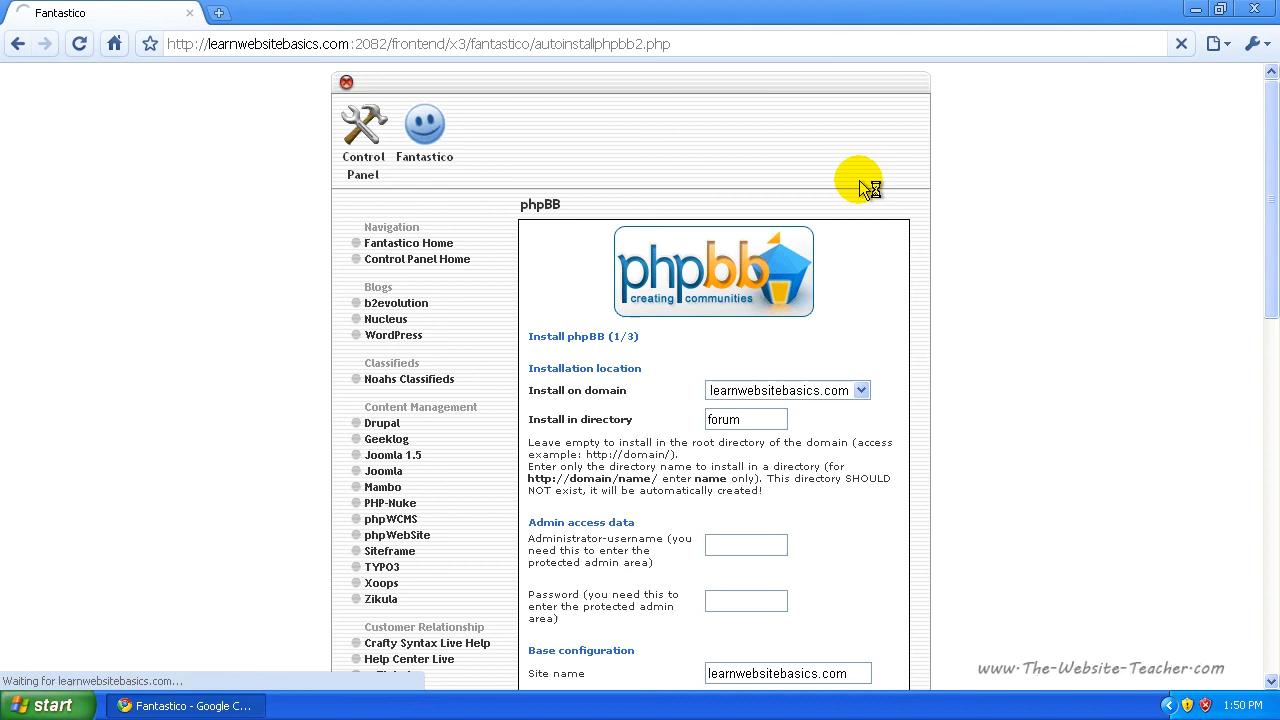 Fantastico
http://learnwebsitebasics.com:2082/frontend/x3/fantastico/autoinstallphpbb2.php
Control Panel
Fantastico
phpBB
Navigation
Fantastico Home
Control Panel Home
Blogs
b2evolution
Nucleus
WordPress
Classifieds
Noahs Classifieds
Content Management
Drupal
Geeklog
Joomla 1.5
Joomla
Mambo
PHP-Nuke
phpWCMS
phpWebSite
Siteframe
TYPO3
Xoops
Zikula
Customer Relationship
Crafty Syntax Live Help
Help Center Live
phpbb
creating communities
Install phpBB (1/3)
Installation location
Install on domain
learnwebsitebasics.com
Install in directory
forum
Leave empty to install in the root directory of the domain (access
example: http://domain/).
Enter only the directory name to install in a directory (for
http://domain/name/ enter name only). This directory SHOULD
NOT exist, it will be automatically created!
Admin access data
Administrator-username (you
need this to enter the
protected admin area)
Password (you need this to
enter the protected admin
area)
Base configuration
Site name
learnwebsitebasics.com
www.The-Website-Teacher.com
Waiting for learnwebsitebasics.com...
start
Fantastico - Google C...
1:50 PM